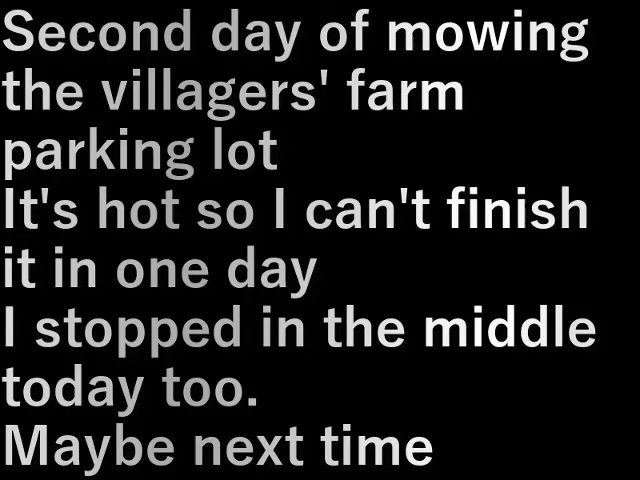 Second day of mowing
the villagers' farm
parking lot
It's hot so I can't finish
it in one day
I stopped in the middle
today too.
Maybe next time